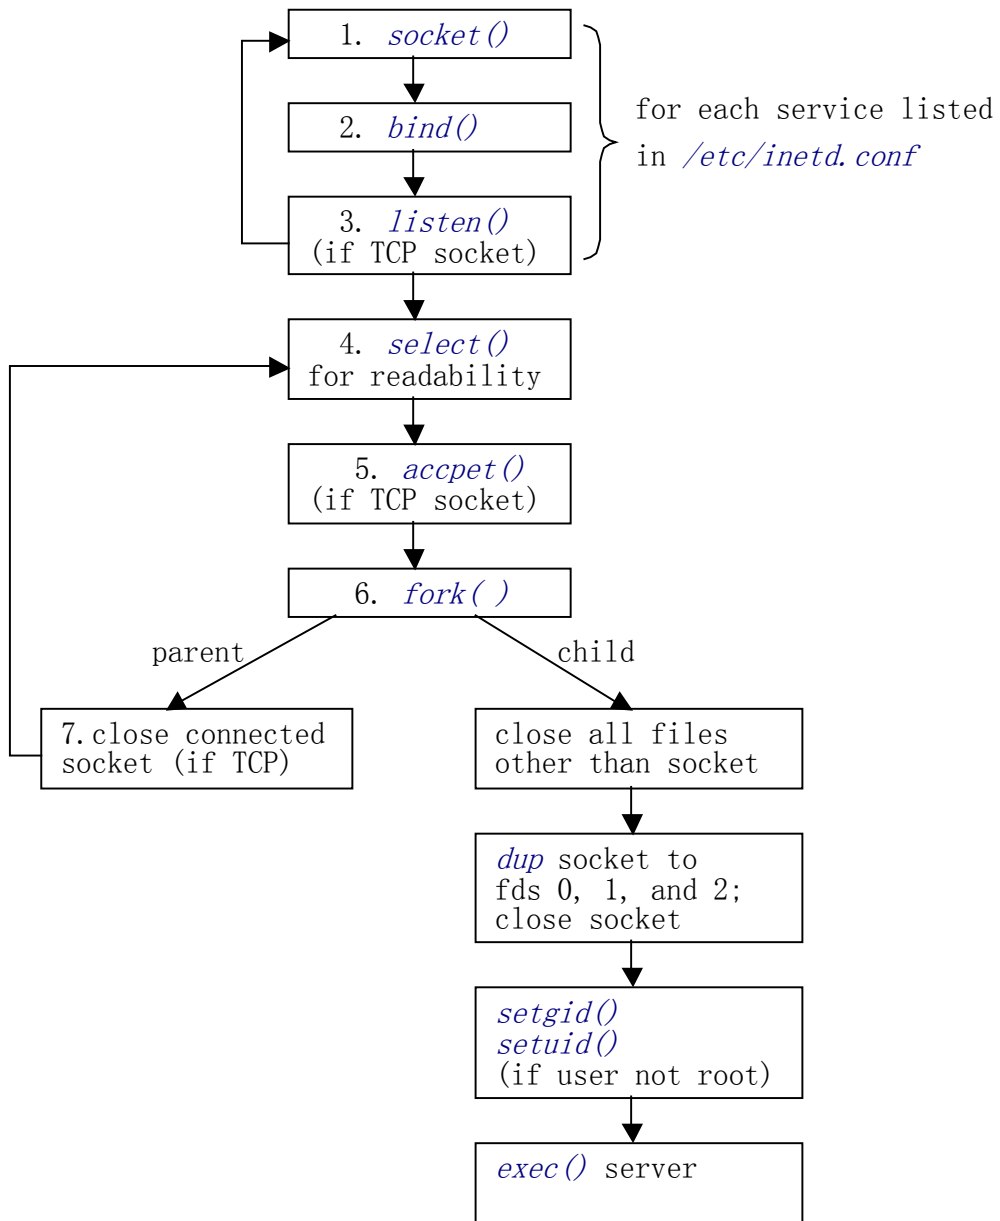 1. socket()
2. bind()
3. listen()
(if TCP socket)
for each service listed
in /etc/inetd.conf
4. select()
for readability
5. accpet()
(if TCP socket)
6. fork( )
parent
child
7.close connected
socket (if TCP)
close all files
other than socket
dup socket to
fds 0, 1, and 2;
close socket
setgid()
setuid()
(if user not root)
exec() server